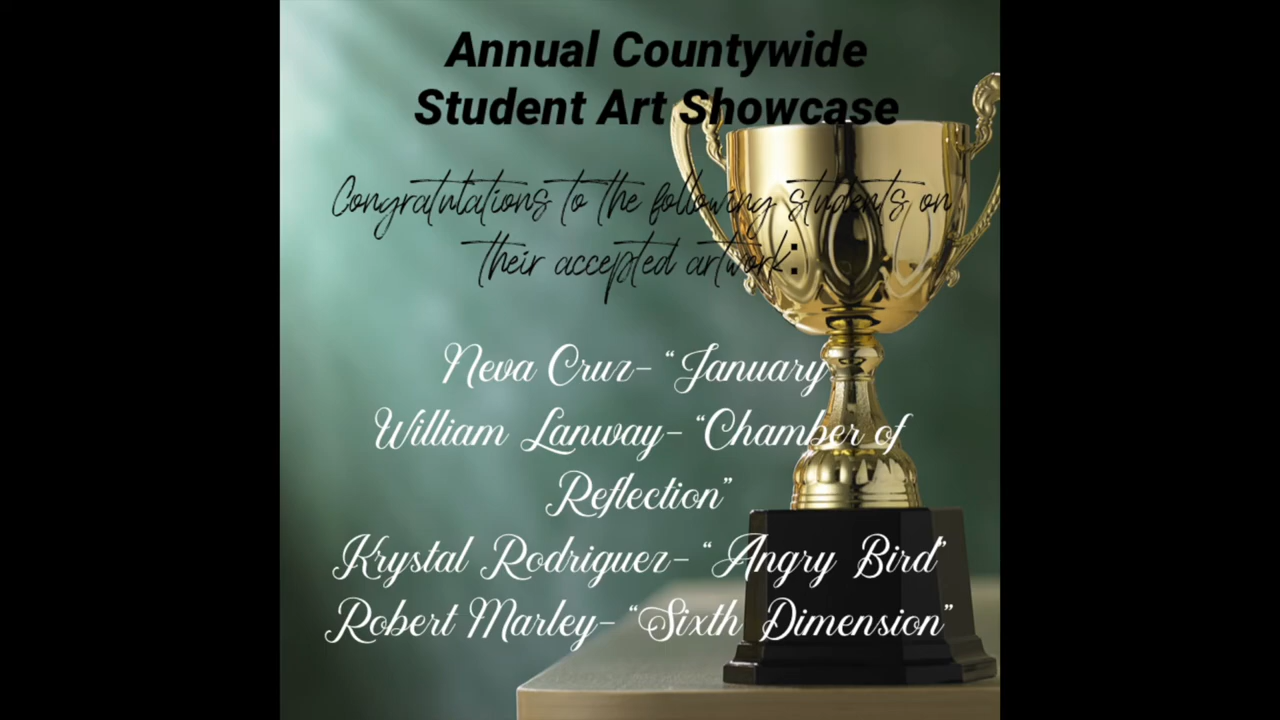 Annual Countywide
Student Art Showcase
Congratulations to the following students on
their accepted artwork:
Neva Cruz- "January"
William Lanway- "Chamber of
Reflection"
Krystal Rodriguez- "Angry Bird"
Robert Marley- "Sixth Dimension"